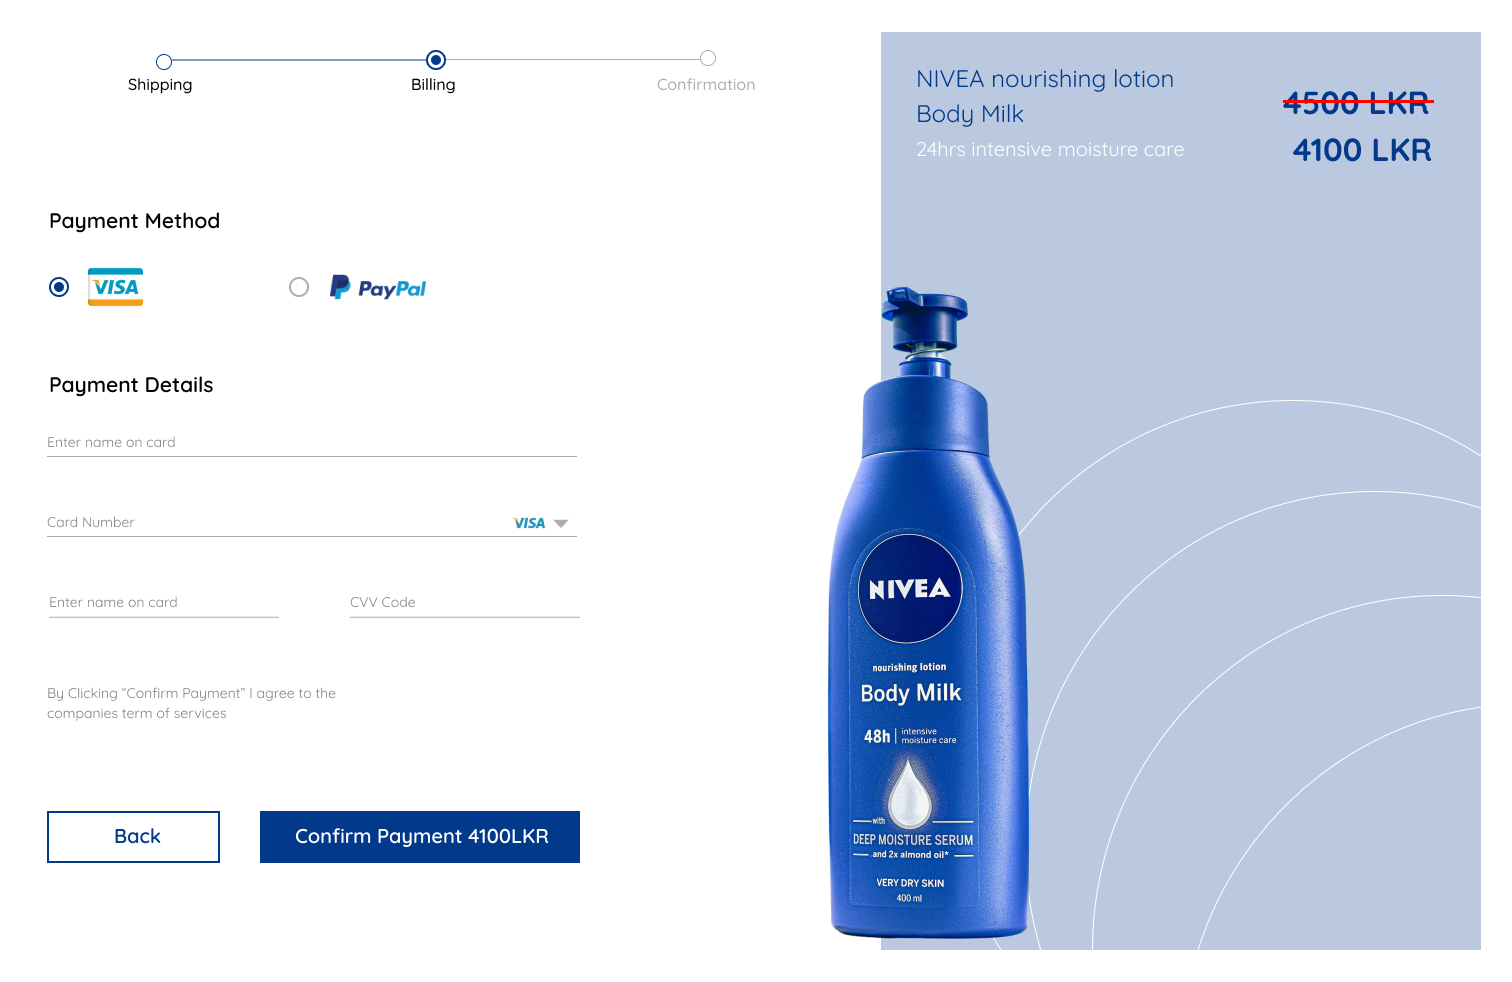 Shipping
Billing
Confirmation
Payment Method
VISA
PayPal
Payment Details
Enter name on card
Card Number
VISA
Enter name on card
CVV Code
By Clicking “Confirm Payment” I agree to the
companies term of services
Back
Confirm Payment 4100LKR
NIVEA nourishing lotion
Body Milk
24hrs intensive moisture care
4500 LKR
4100 LKR
NIVEA
nourishing lotion
Body Milk
48h intensive
moisture care
with
DEEP MOISTURE SERUM
and 2x almond oil*
VERY DRY SKIN
400 ml